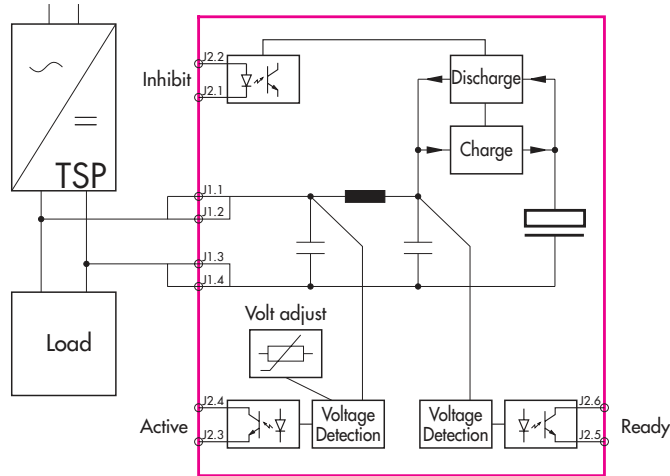 J2.2
Inhibit
J2.1
Discharge
Charge
TSP
J1.1
J1.2
J1.3
J1.4
Load
Volt adjust
J2.4
Active
J2.3
Voltage
Detection
Voltage
Detection
J2.6
Ready
J2.5